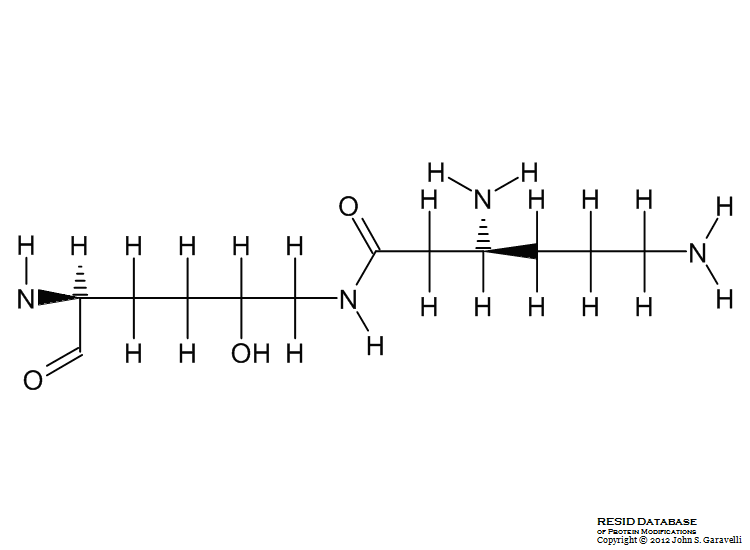 H H
H N H H H H
O
H H H H H H
N
N N
H H H H H H
H H OH H H
O
RESID DATABASE
OF PROTEIN MODIFICATIONS
Copyright © 2012 John S. Garavelli